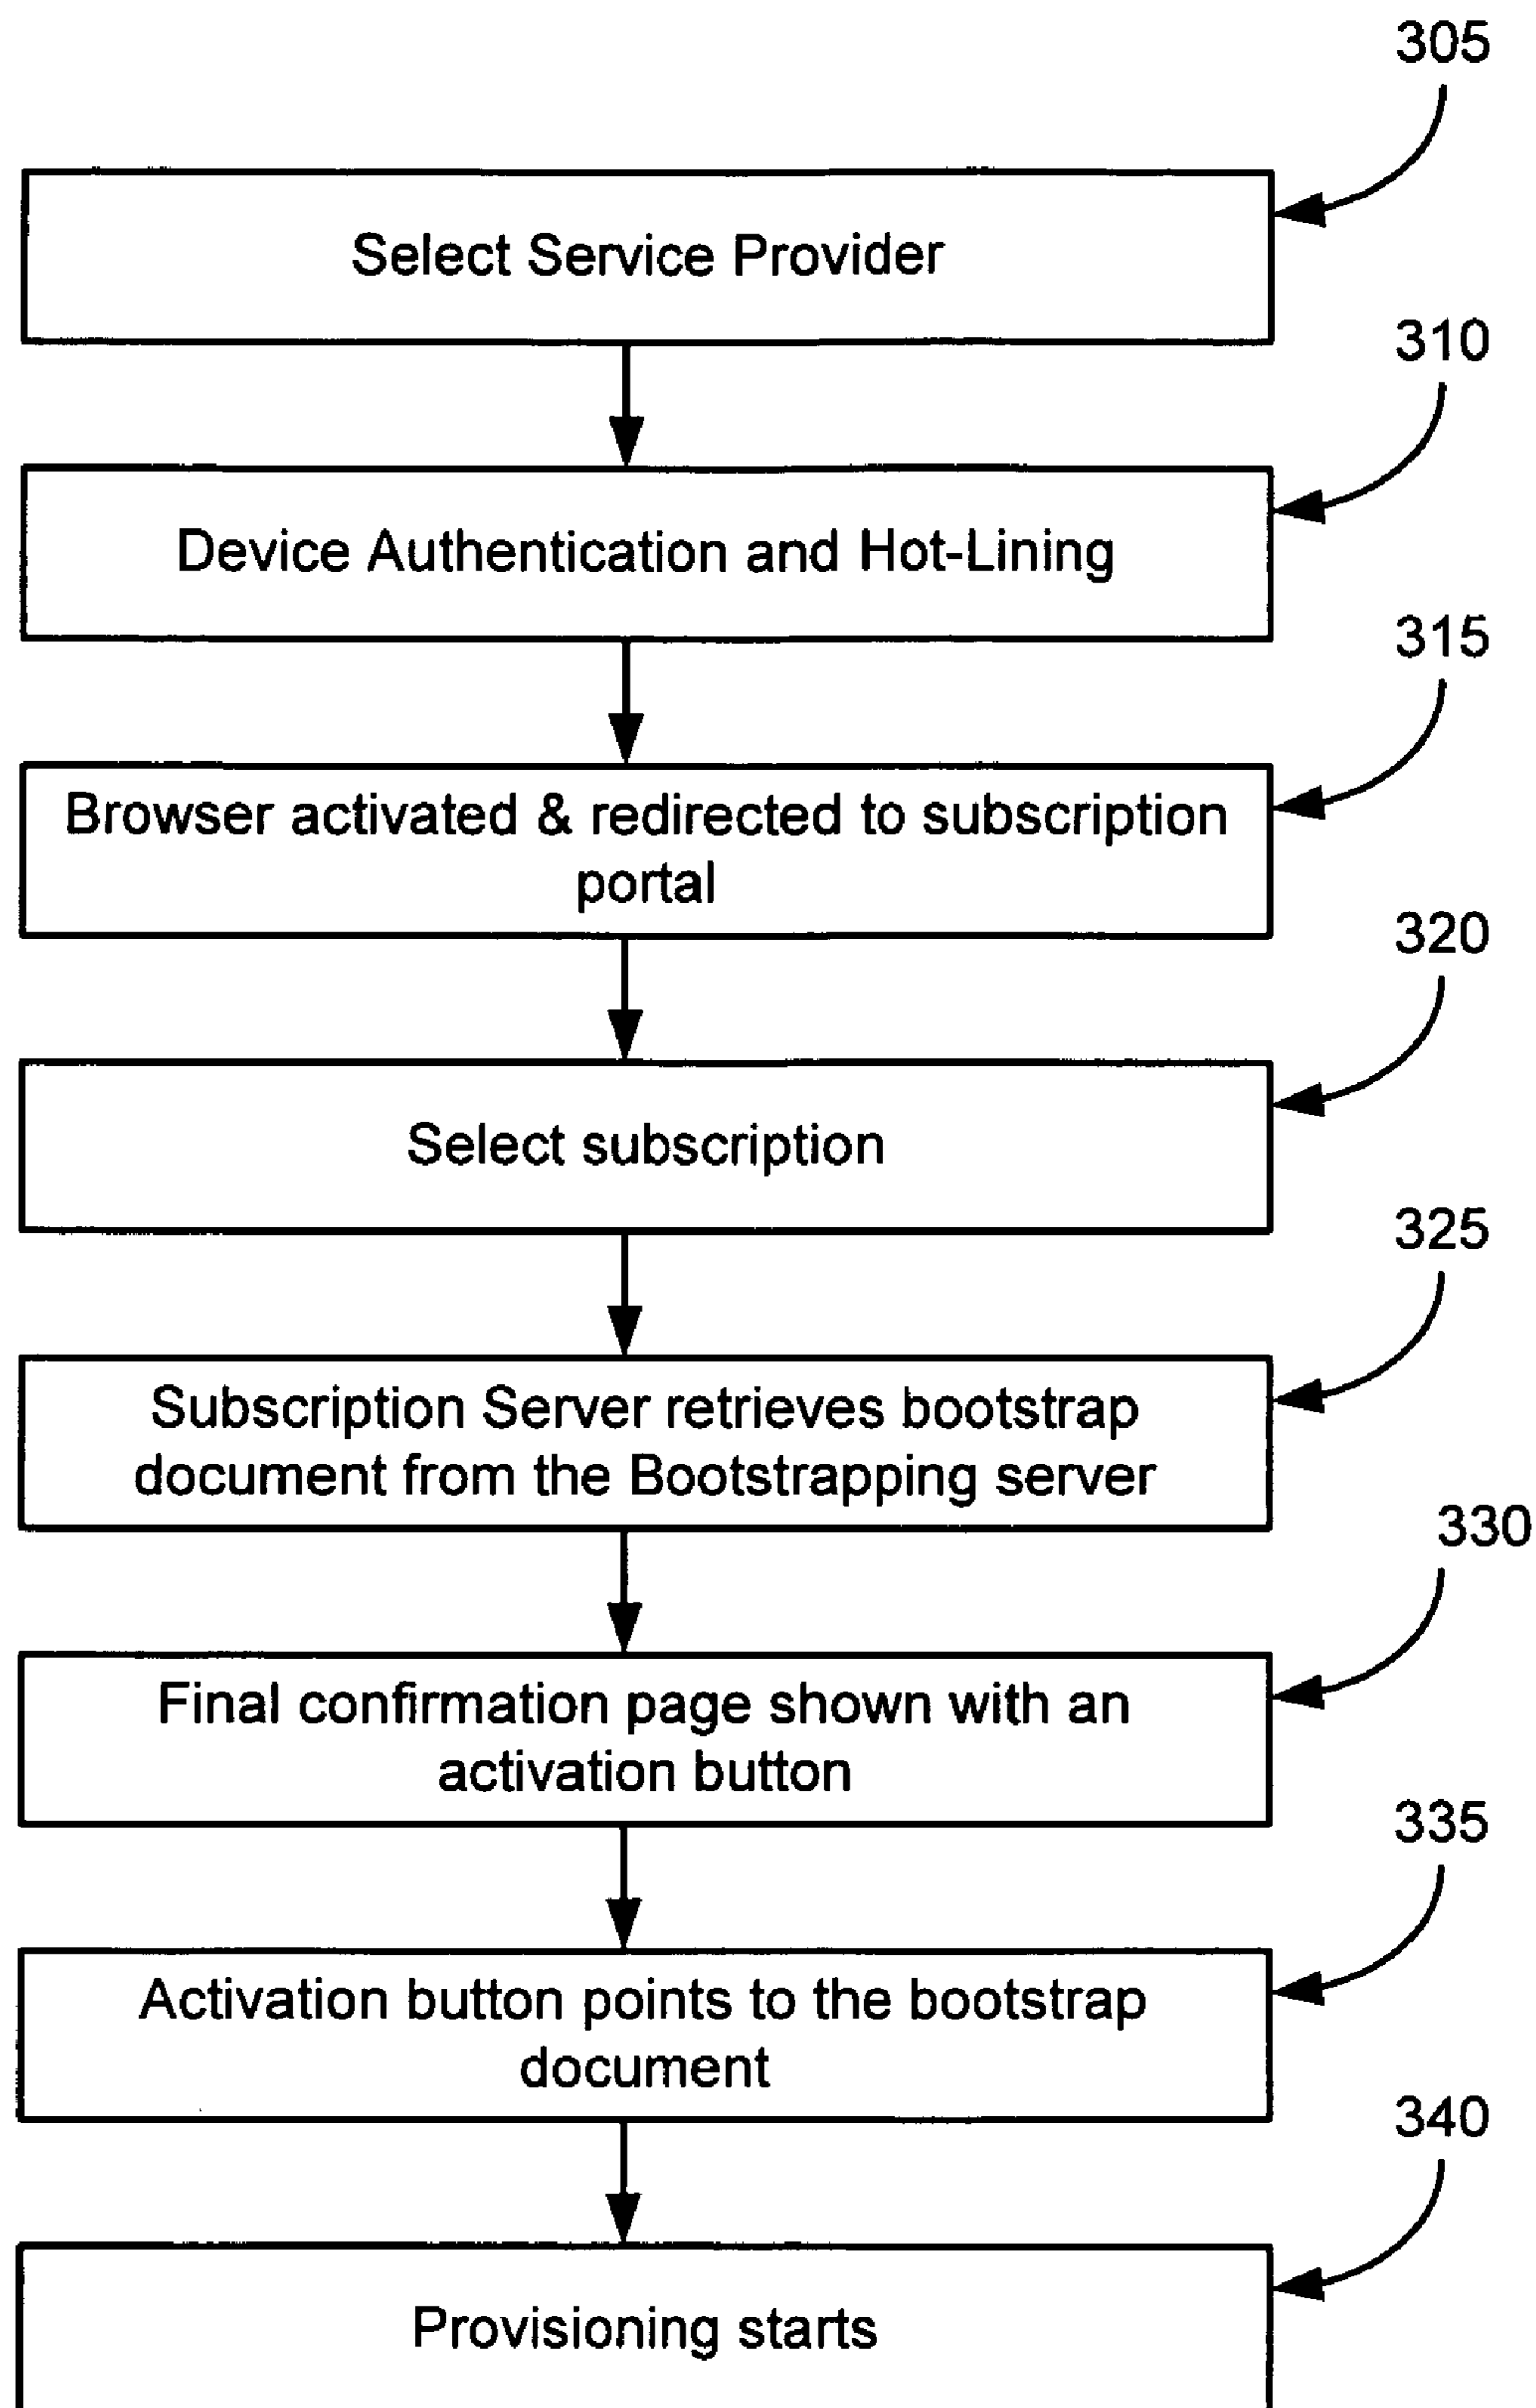 305
Select Service Provider
310
Device Authentication and Hot-Lining
315
Browser activated & redirected to subscription
portal
320
Select subscription
325
Subscription Server retrieves bootstrap
document from the Bootstrapping server
330
Final confirmation page shown with an
activation button
335
Activation button points to the bootstrap
document
340
Provisioning starts